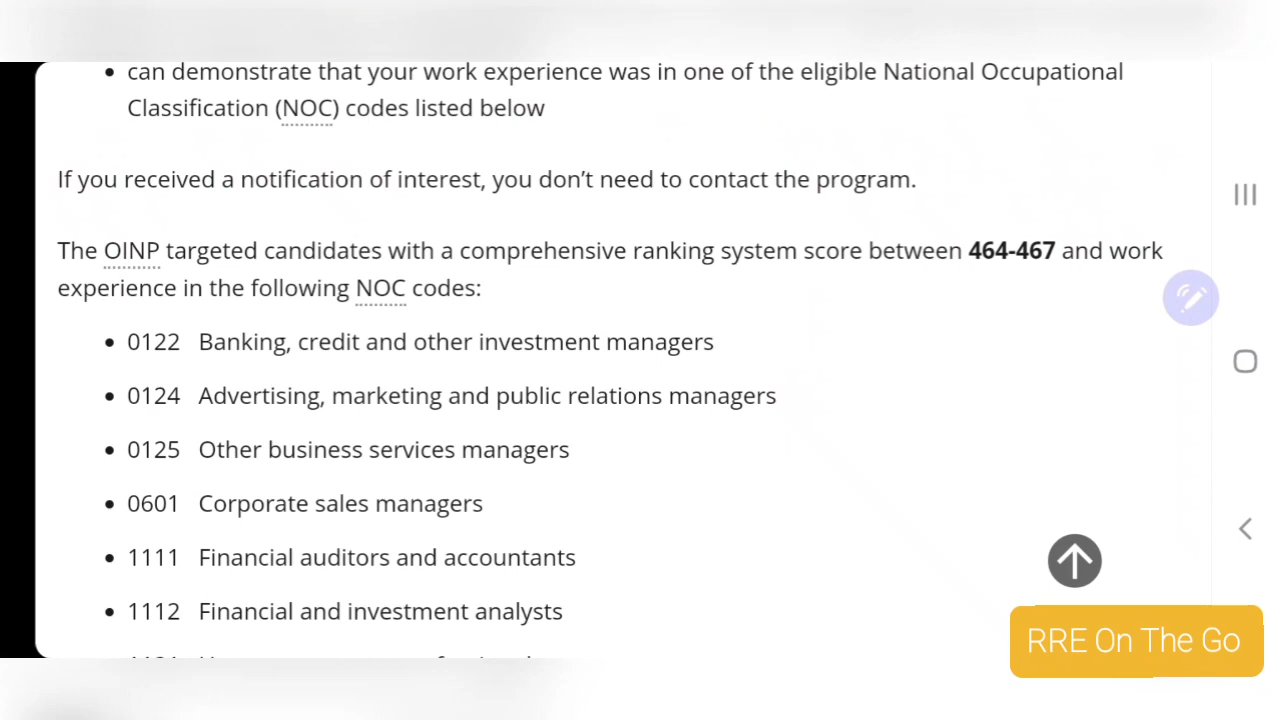 • can demonstrate that your work experience was in one of the eligible National Occupational
Classification (NOC) codes listed below
If you received a notification of interest, you don’t need to contact the program.
The OINP targeted candidates with a comprehensive ranking system score between 464-467 and work
experience in the following NOC codes:
• 0122 Banking, credit and other investment managers
• 0124 Advertising, marketing and public relations managers
• 0125 Other business services managers
• 0601 Corporate sales managers
• 1111 Financial auditors and accountants
• 1112 Financial and investment analysts
RRE On The Go